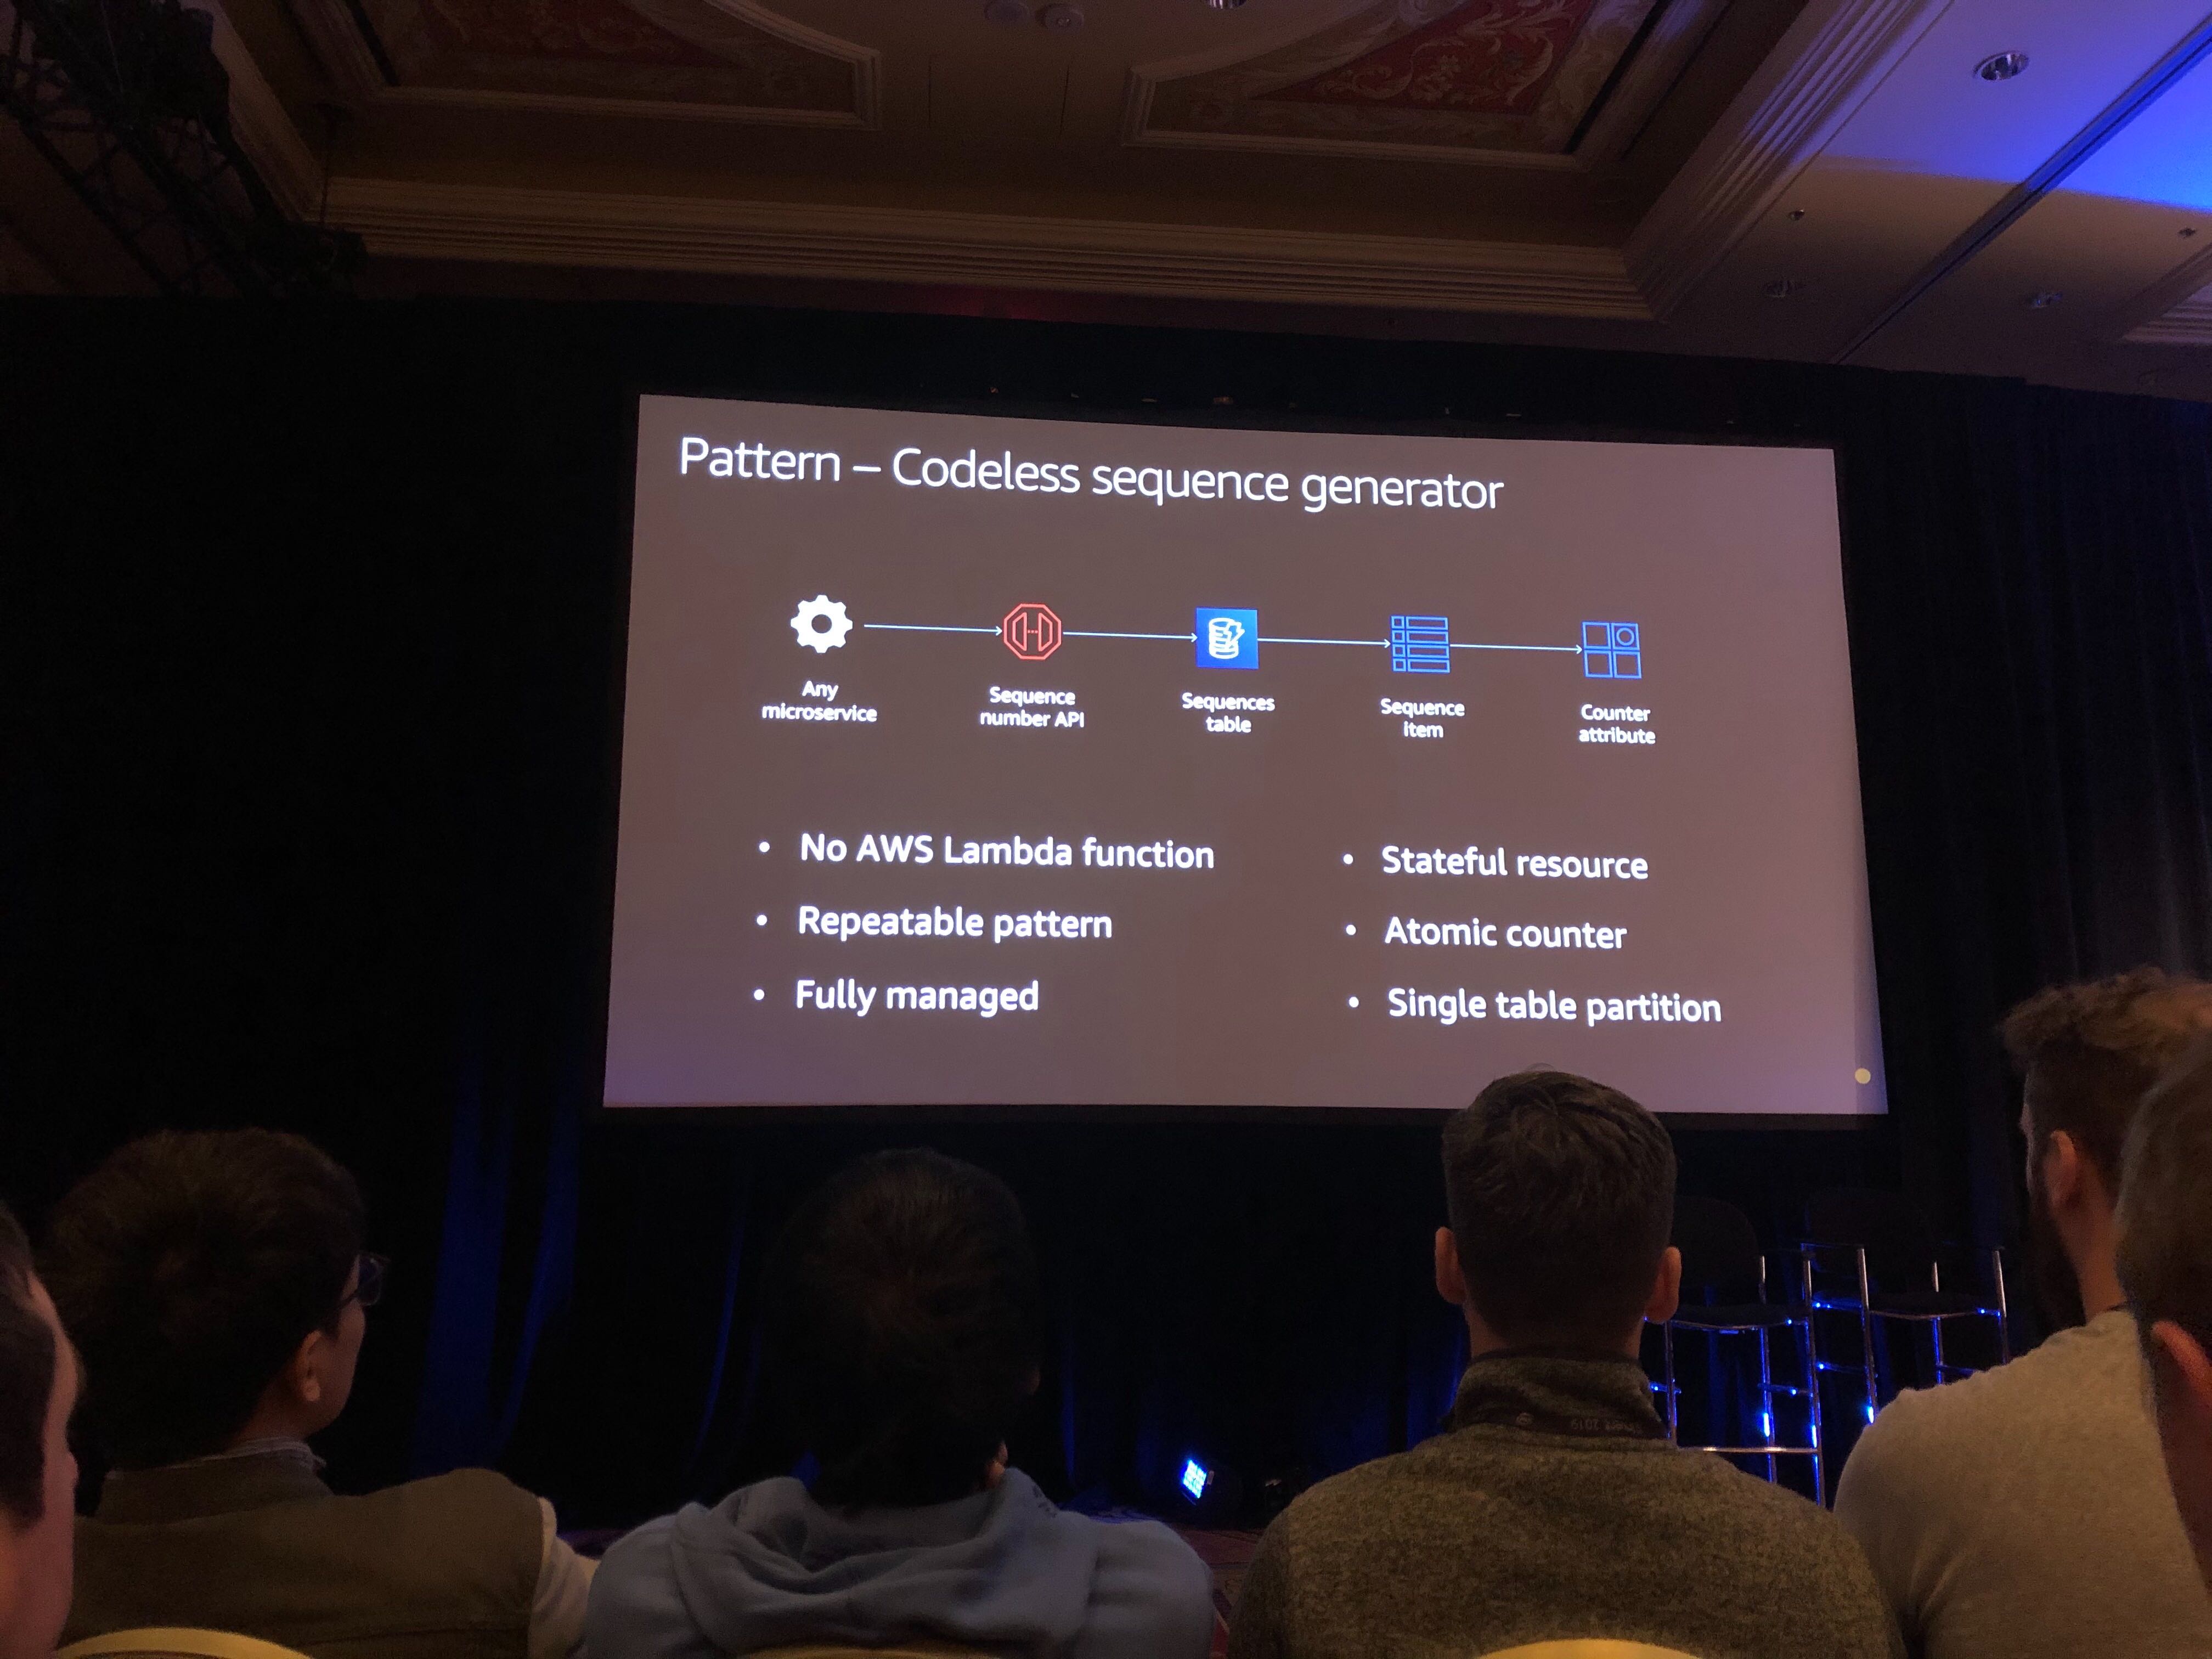 Pattern – Codeless sequence generator
Any
microservice
Sequence
number API
Sequences
table
Sequence
item
Counter
attribute
• No AWS Lambda function
• Repeatable pattern
• Fully managed
• Stateful resource
• Atomic counter
• Single table partition